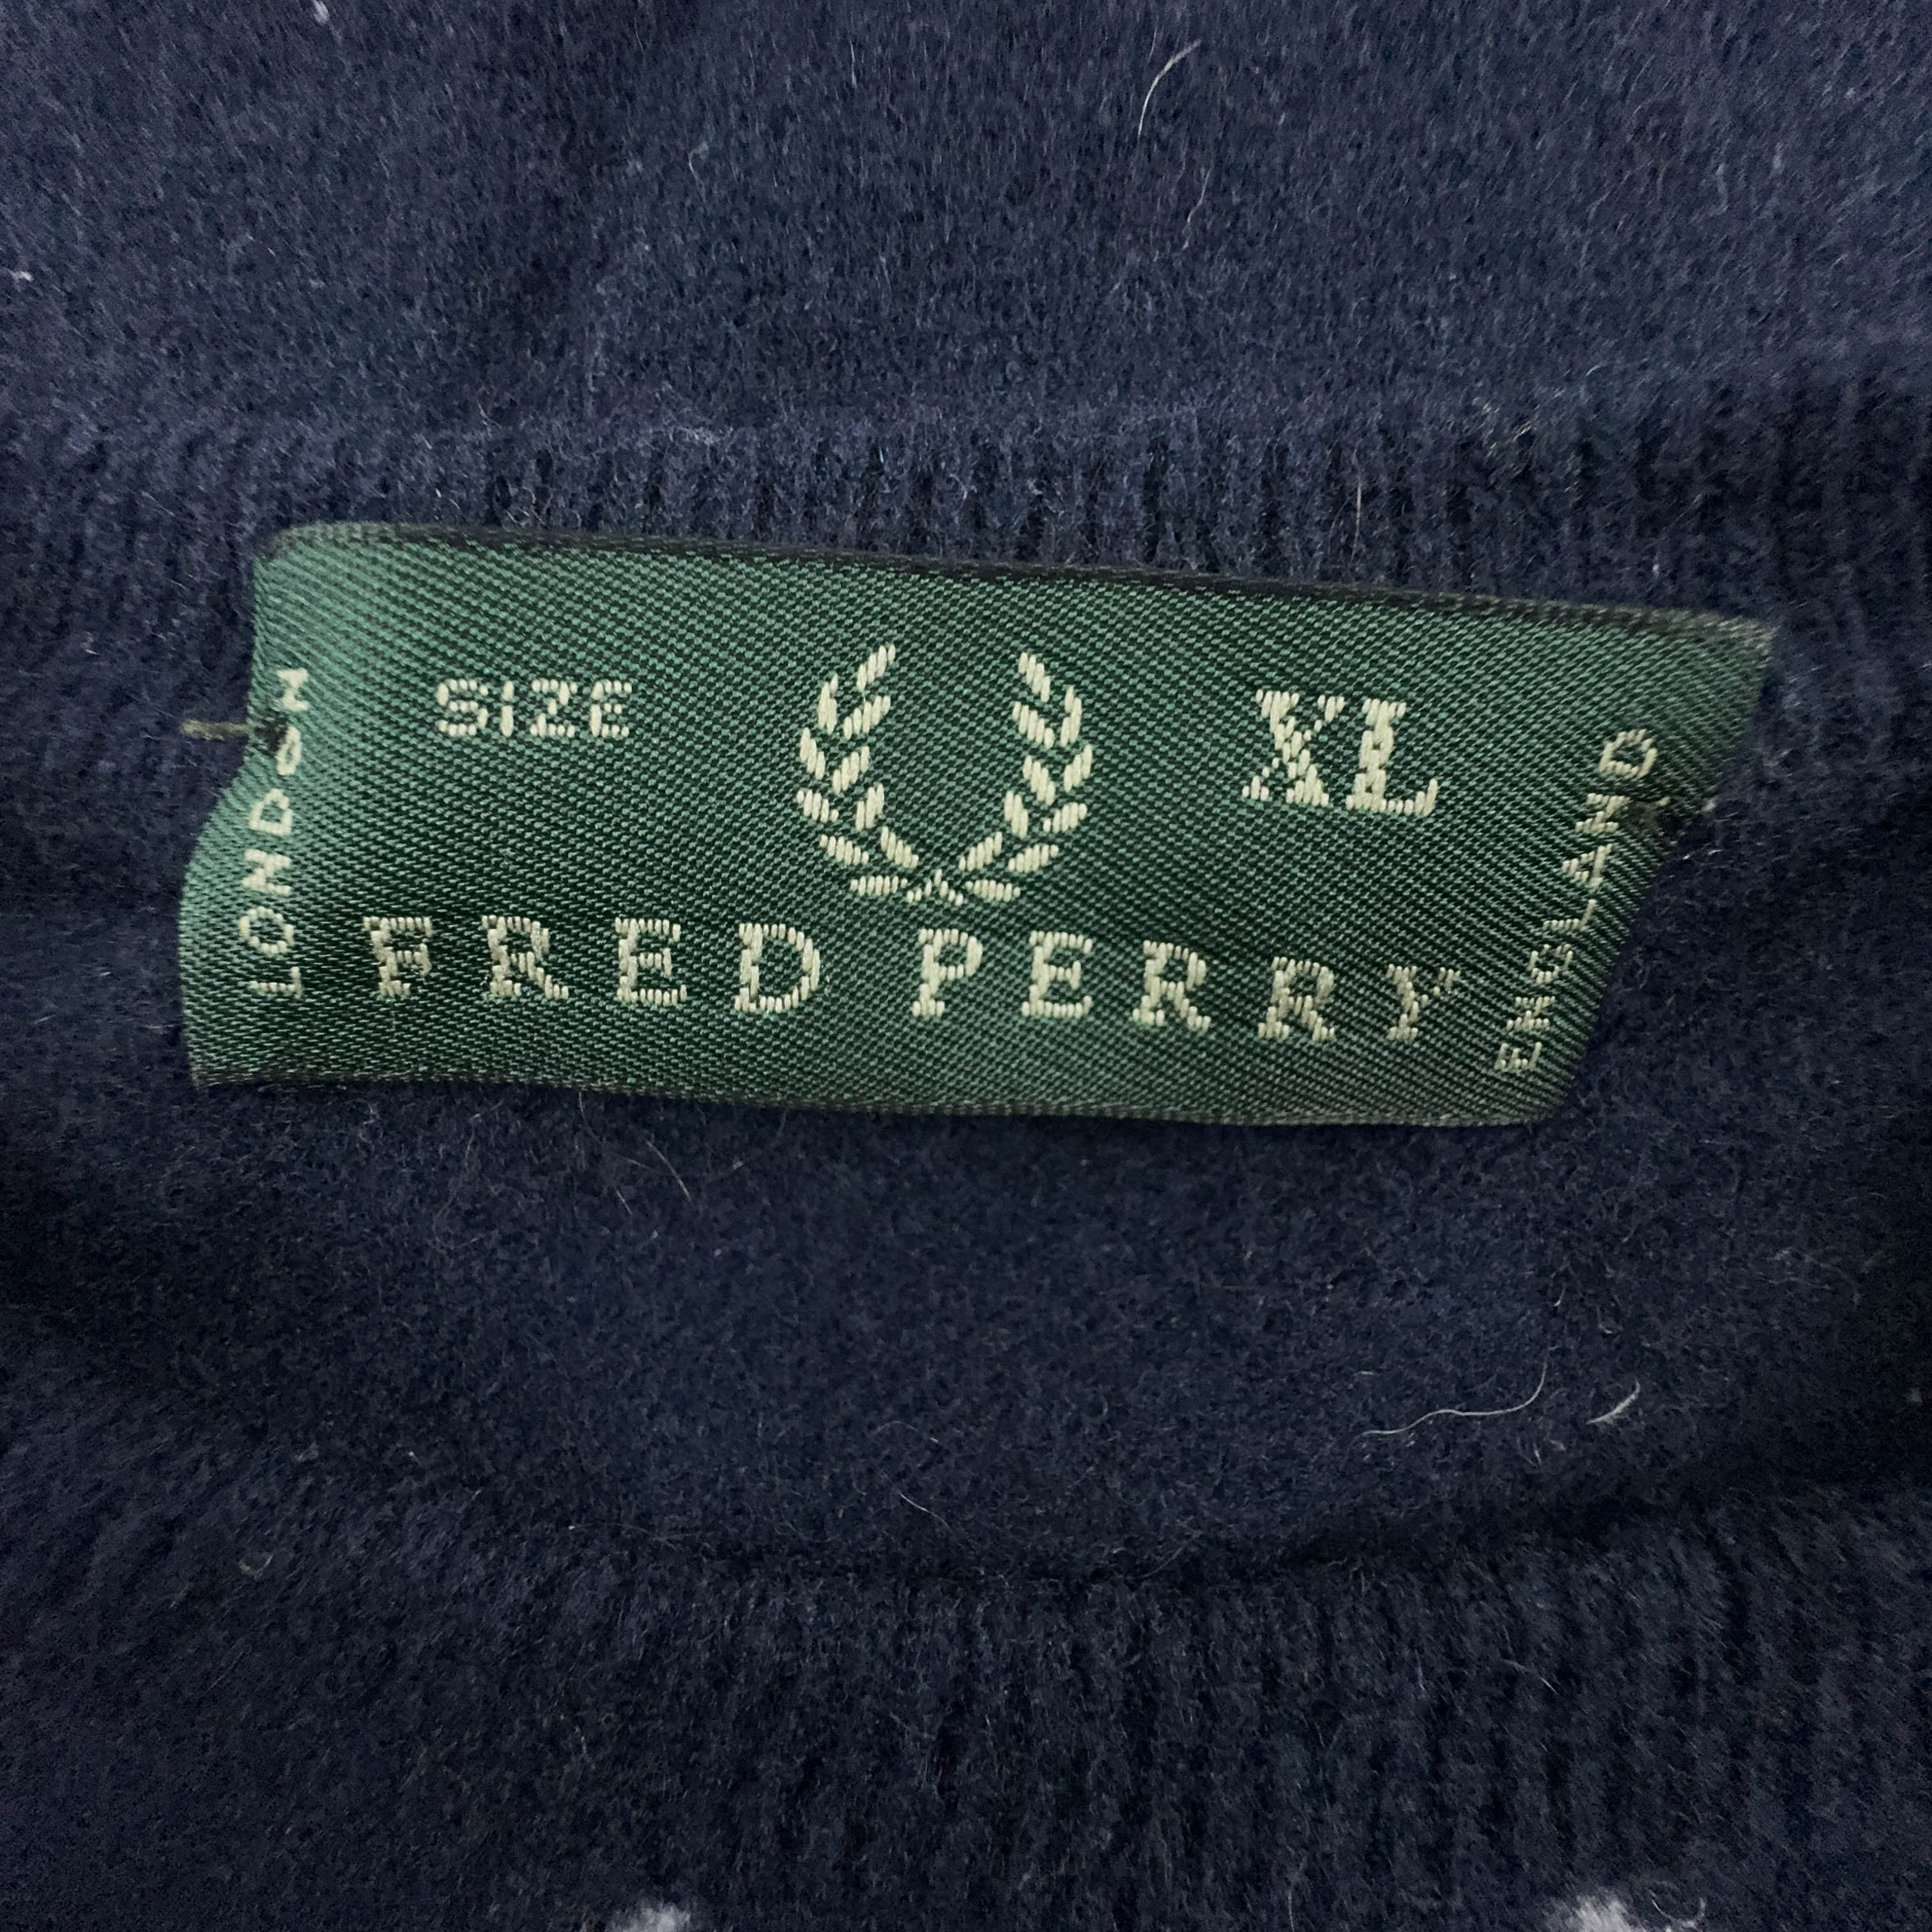 SIZE XL
FRED PERRY
LONDON
ENGLAND